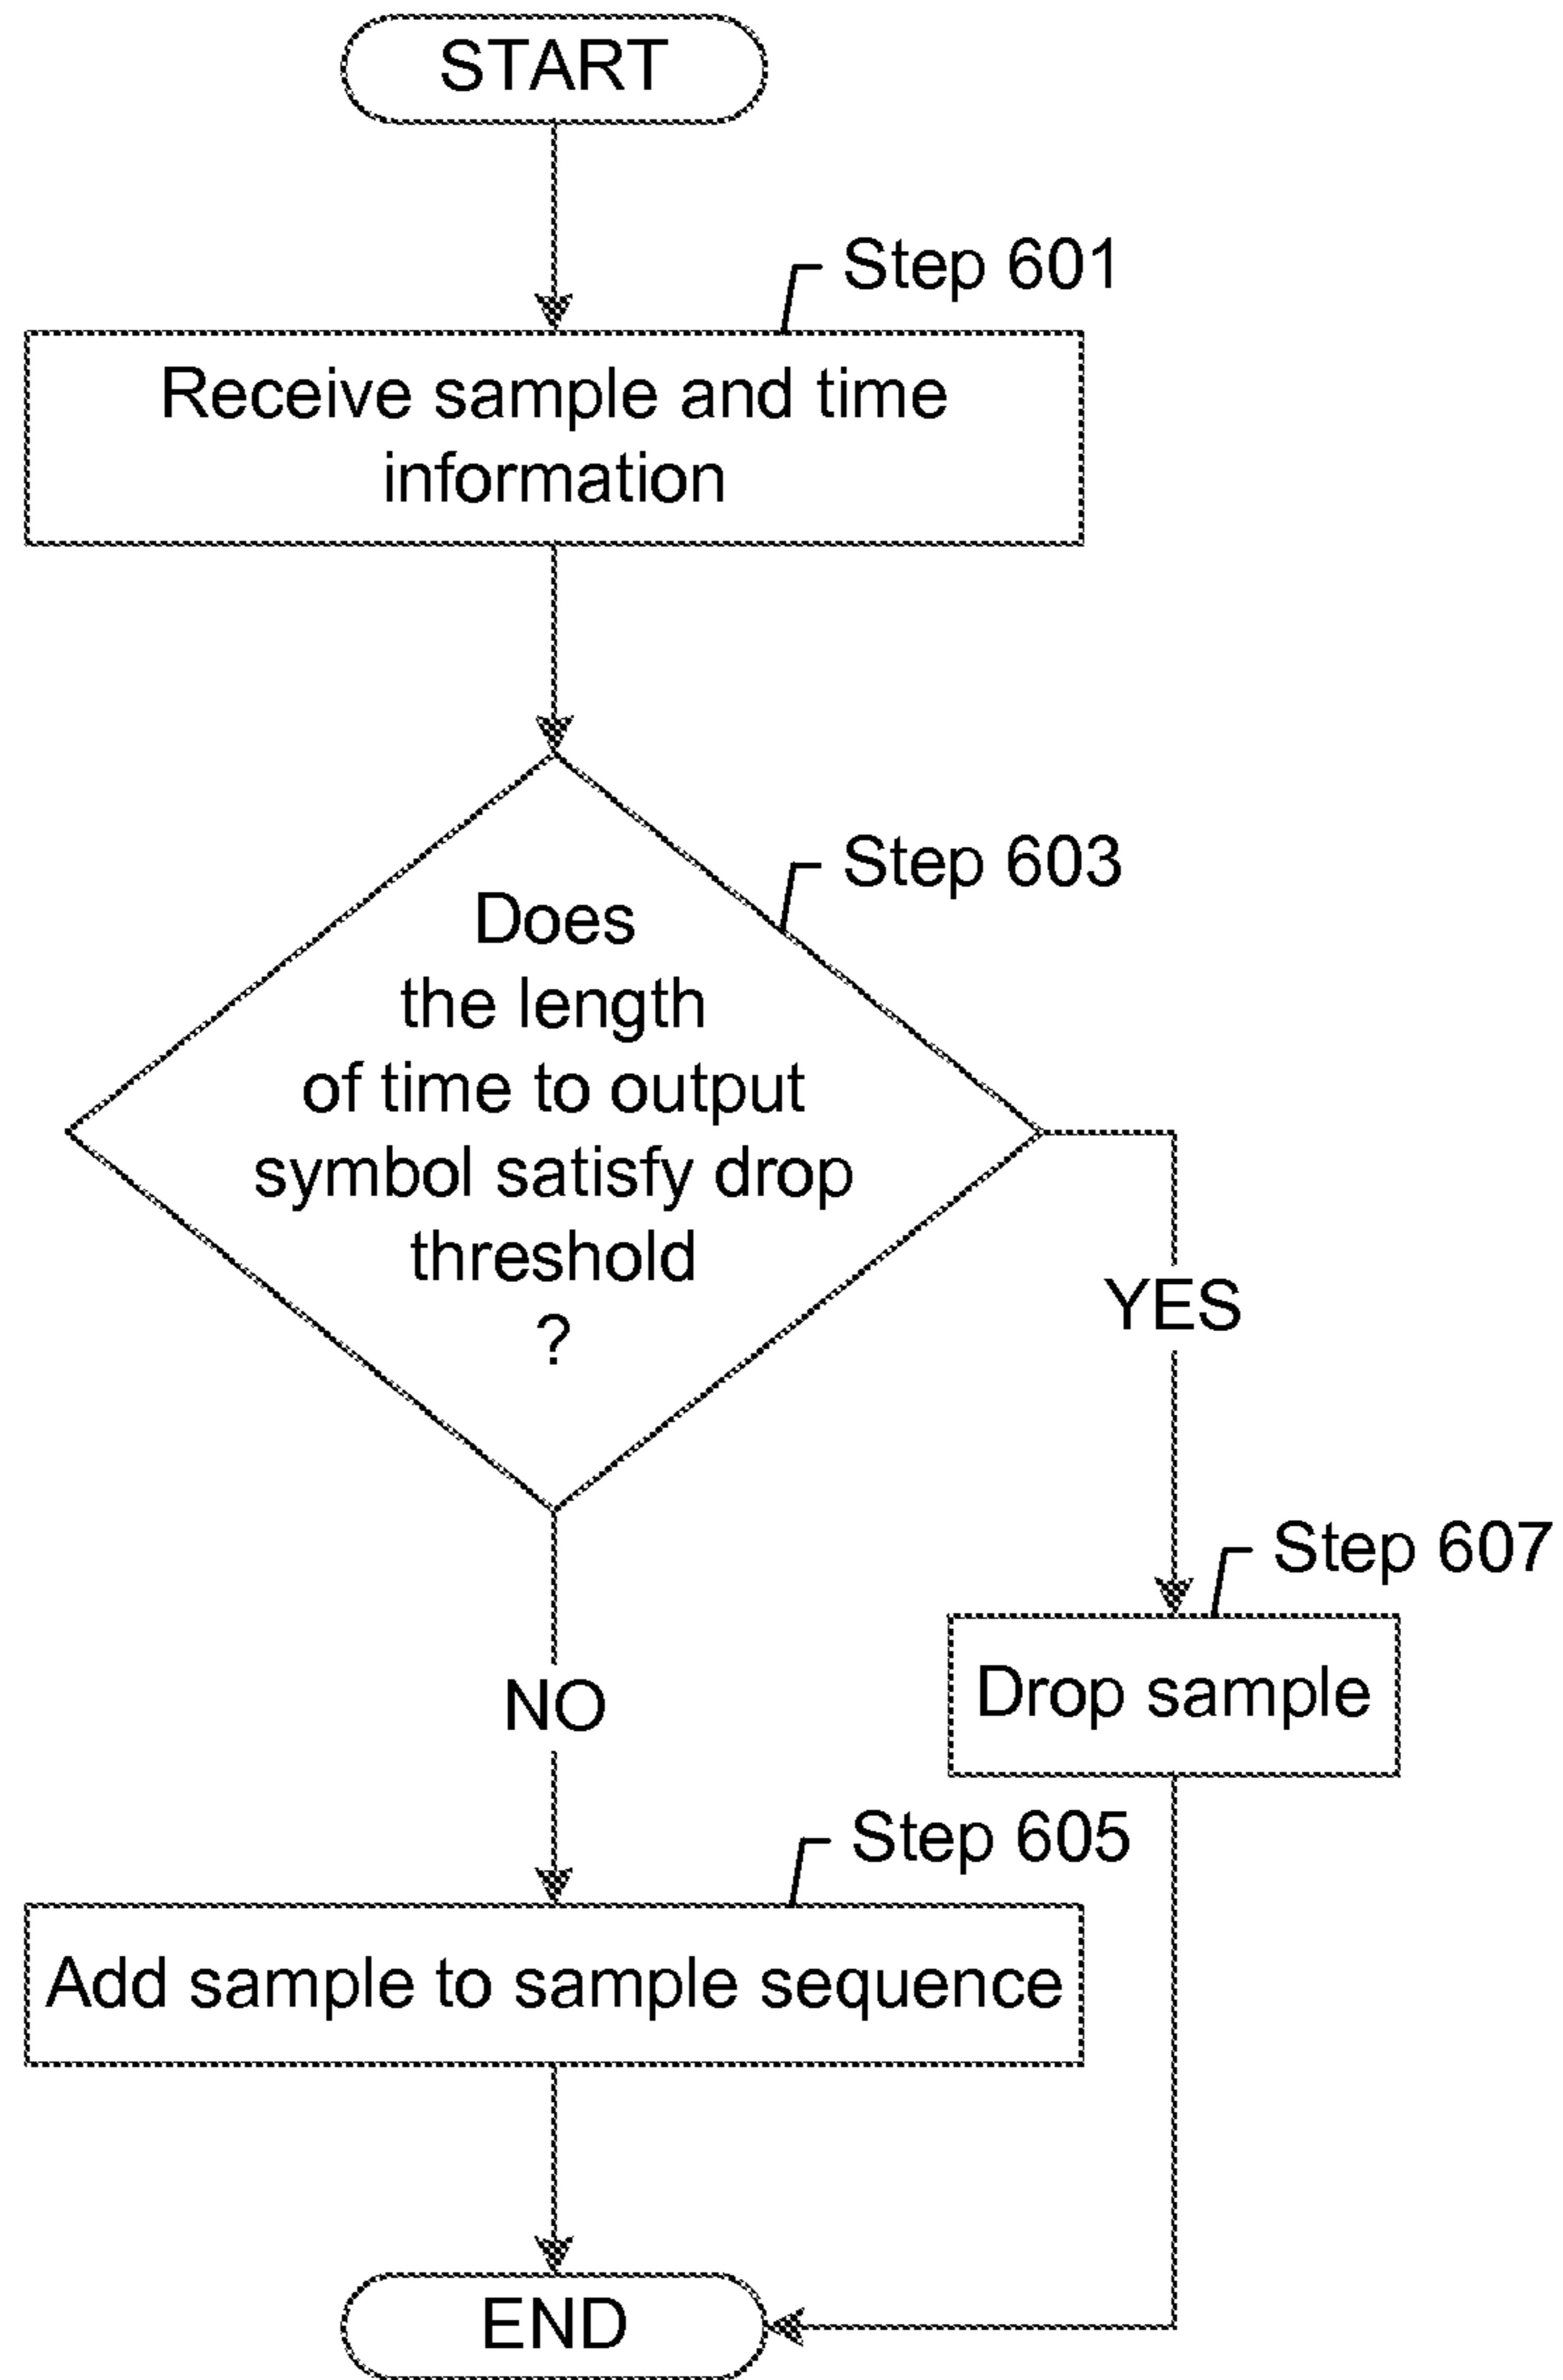 START
Step 601
Receive sample and time
information
Step 603
Does
the length
of time to output
symbol satisfy drop
threshold
?
YES
Step 607
Drop sample
NO
Step 605
Add sample to sample sequence
END